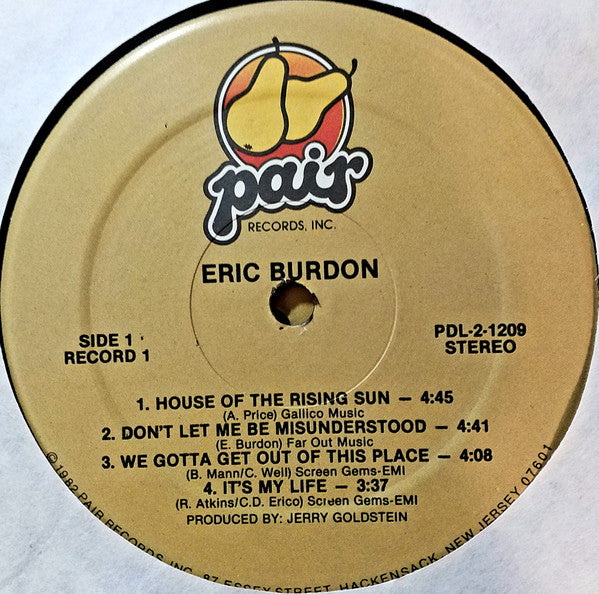 pair
RECORDS, INC.
ERIC BURDON
SIDE 1
RECORD 1
PDL-2-1209
STEREO
1. HOUSE OF THE RISING SUN — 4:45
(A. Price) Gallico Music
2. DON'T LET ME BE MISUNDERSTOOD — 4:41
(E. Burdon) Far Out Music
3. WE GOTTA GET OUT OF THIS PLACE — 4:08
(B. Mann/C. Well) Screen Gems-EMI
4. IT'S MY LIFE — 3:37
(R. Atkins/C.D. Erico) Screen Gems-EMI
PRODUCED BY: JERRY GOLDSTEIN
© 1982 PAIR RECORDS, INC. 87 ESSEX STREET, HACKENSACK, NEW JERSEY 07601